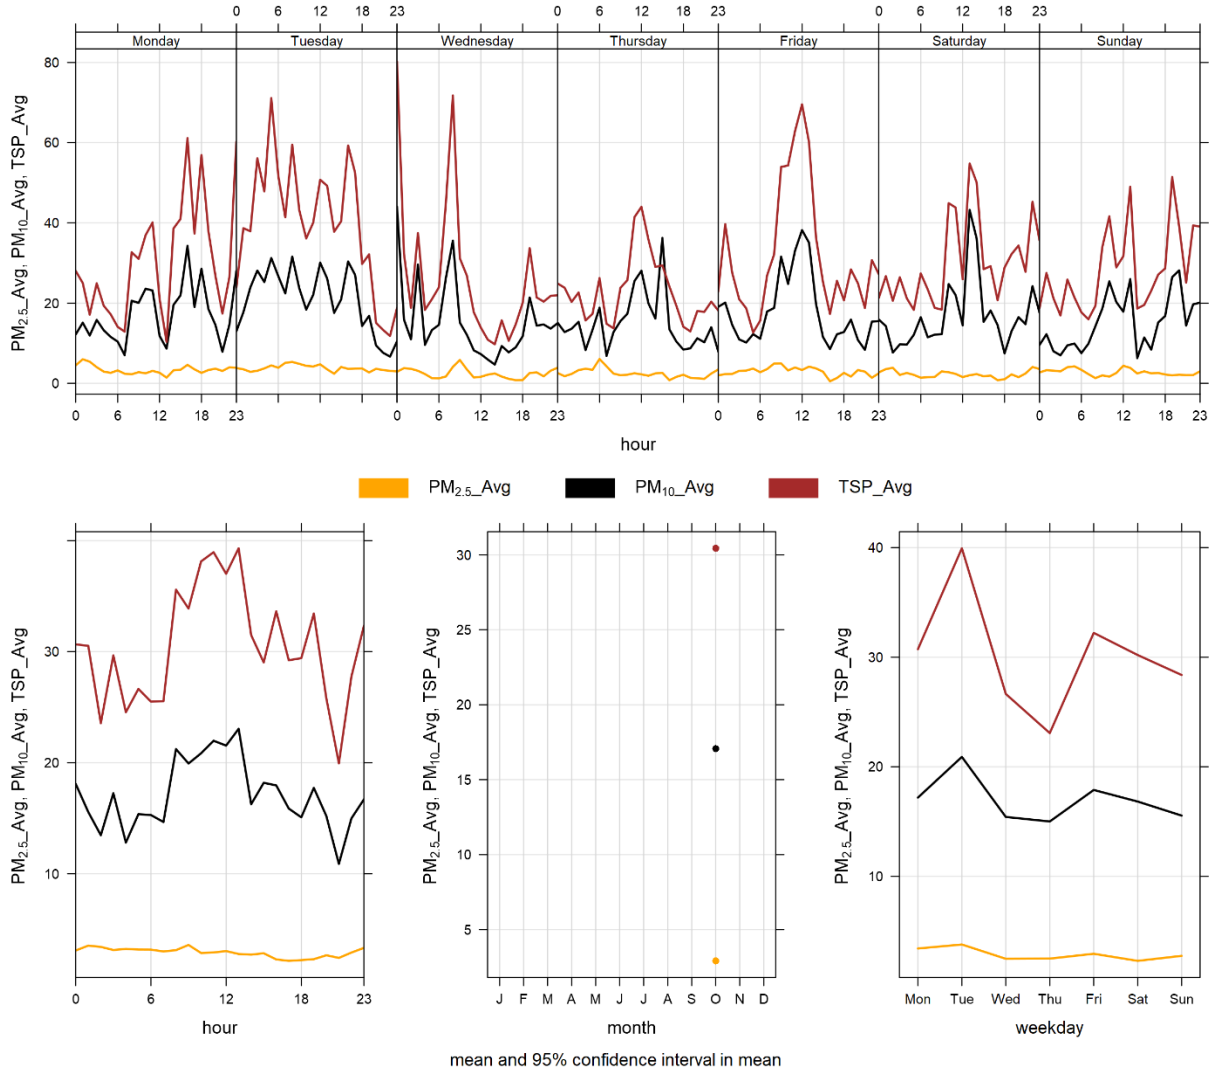 0 6 12 18 23 0 6 12 18 23 0 6 12 18 23
Monday Tuesday Wednesday Thursday Friday Saturday Sunday
80
60
40
20
0
PM2.5_Avg, PM10_Avg, TSP_Avg
0 6 12 18 23 0 6 12 18 23 0 6 12 18 23 0 6 12 18 23
hour
PM2.5_Avg PM10_Avg TSP_Avg
PM2.5_Avg, PM10_Avg, TSP_Avg
30
20
10
0 6 12 18 23
hour
PM2.5_Avg, PM10_Avg, TSP_Avg
30
25
20
15
10
5
J F M A M J J A S O N D
month
PM2.5_Avg, PM10_Avg, TSP_Avg
40
30
20
10
Mon Tue Wed Thu Fri Sat Sun
weekday
mean and 95% confidence interval in mean